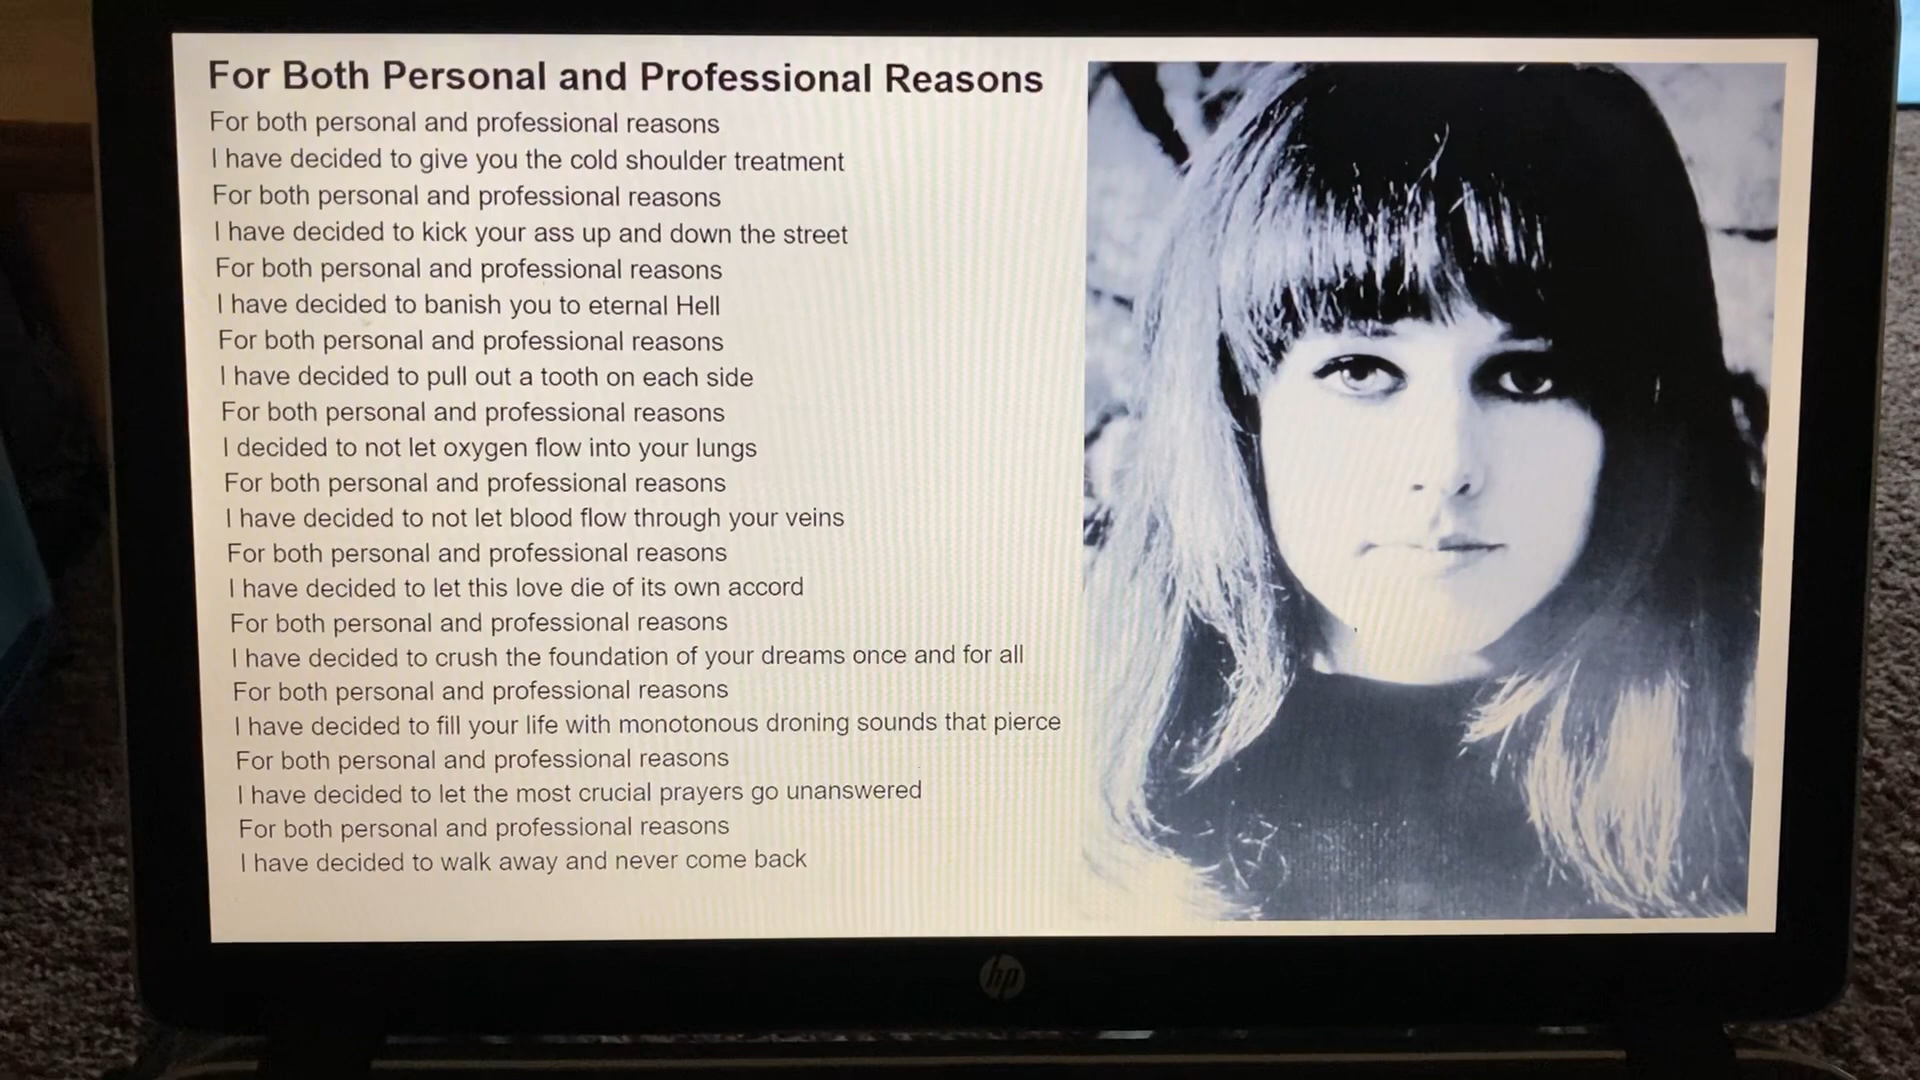 For Both Personal and Professional Reasons
For both personal and professional reasons
I have decided to give you the cold shoulder treatment
For both personal and professional reasons
I have decided to kick your ass up and down the street
For both personal and professional reasons
I have decided to banish you to eternal Hell
For both personal and professional reasons
I have decided to pull out a tooth on each side
For both personal and professional reasons
I decided to not let oxygen flow into your lungs
For both personal and professional reasons
I have decided to not let blood flow through your veins
For both personal and professional reasons
I have decided to let this love die of its own accord
For both personal and professional reasons
I have decided to crush the foundation of your dreams once and for all
For both personal and professional reasons
I have decided to fill your life with monotonous droning sounds that pierce
For both personal and professional reasons
I have decided to let the most crucial prayers go unanswered
For both personal and professional reasons
I have decided to walk away and never come back
hp